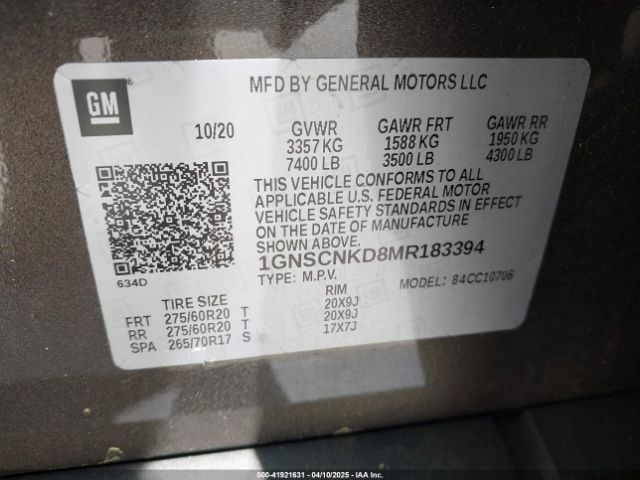 GM
MFD BY GENERAL MOTORS LLC
10/20 GVWR GAWR FRT GAWR RR
3357 KG 1588 KG 1950 KG
7400 LB 3500 LB 4300 LB
THIS VEHICLE CONFORMS TO ALL
APPLICABLE U.S. FEDERAL MOTOR
VEHICLE SAFETY STANDARDS IN EFFECT
ON THE DATE OF MANUFACTURE
SHOWN ABOVE.
1GNSCNKD8MR183394
634D TYPE: M.P.V. MODEL: 84CC10706
TIRE SIZE RIM
FRT 275/60R20 T 20X9J
RR 275/60R20 T 20X9J
SPA 265/70R17 S 17X7J
000-41921631 - 04/10/2025 - IAA Inc.